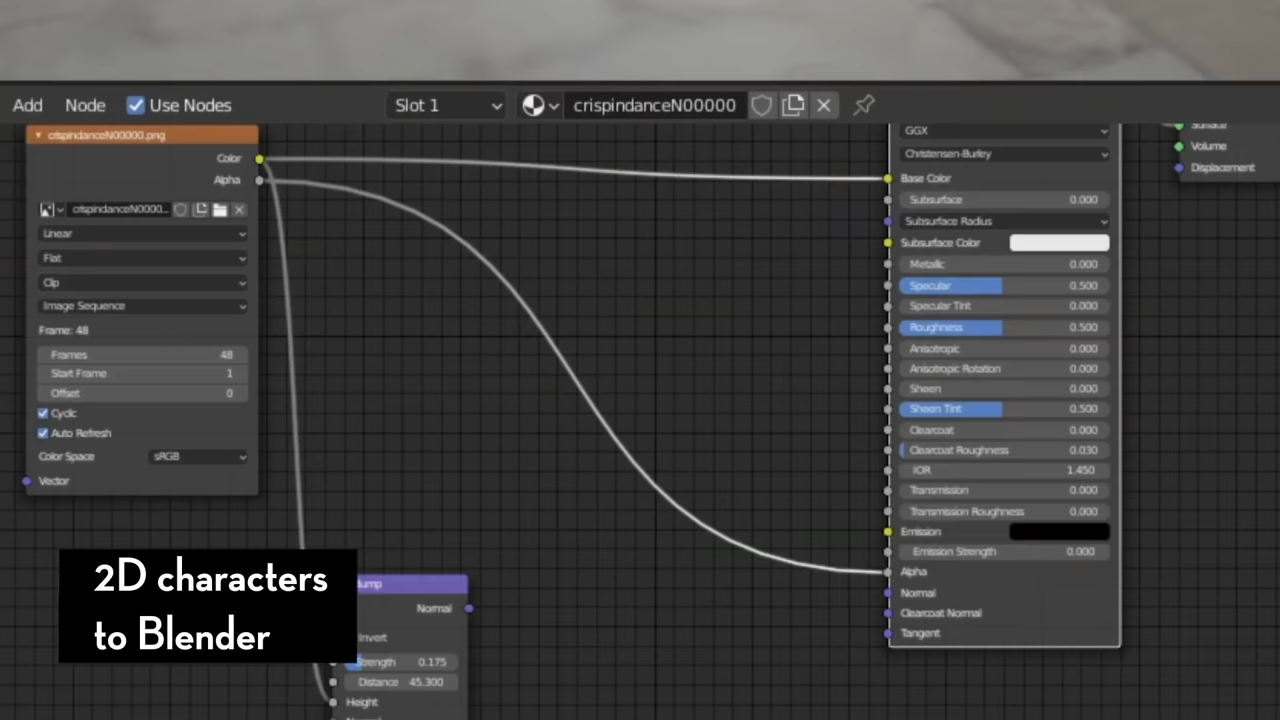 Add Node Use Nodes Slot 1 crispindanceN00000
crispindanceN00000.png
Color
Alpha
crispindanceN0000...
Linear
Flat
Clip
Image Sequence
Frame: 48
Frames 48
Start Frame 1
Offset 0
Cyclic
Auto Refresh
Color Space sRGB
Vector
2D characters
to Blender
Normal
Invert
Strength 0.175
Distance 45.300
Height
GGX
Christensen-Burley
Base Color
Subsurface 0.000
Subsurface Radius
Subsurface Color
Metallic 0.000
Specular 0.500
Specular Tint 0.000
Roughness 0.500
Anisotropic 0.000
Anisotropic Rotation 0.000
Sheen 0.000
Sheen Tint 0.500
Clearcoat 0.000
Clearcoat Roughness 0.030
IOR 1.450
Transmission 0.000
Transmission Roughness 0.000
Emission
Emission Strength 0.000
Alpha
Normal
Clearcoat Normal
Tangent
Surface
Volume
Displacement